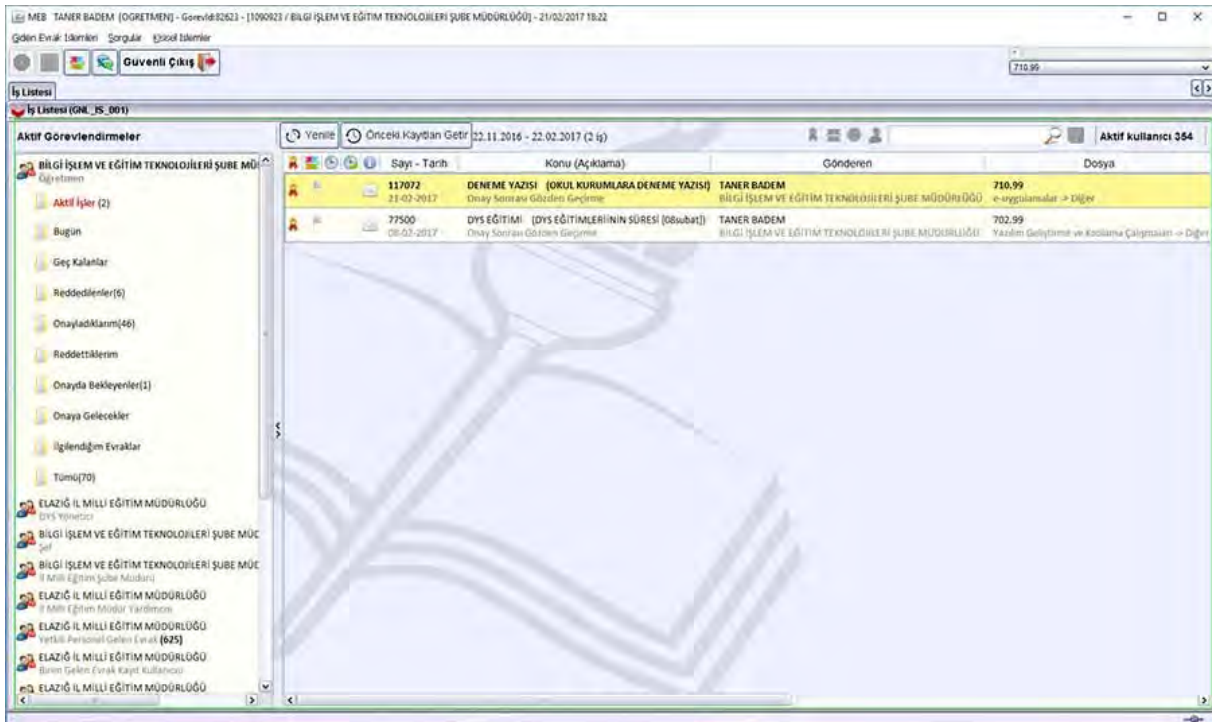 MEB TANER BADEM [OGRETMEN] - GorevId:82623 - [1090923 / BİLGİ İŞLEM VE EĞİTİM TEKNOLOJİLERİ ŞUBE MÜDÜRLÜĞÜ] - 21/02/2017 18:22
Giden Evrak İşlemleri Sorgular Kişisel İşlemler
Güvenli Çıkış
710.99
İş Listesi
İş Listesi (GNL_IS_001)
Aktif Görevlendirmeler
Yenile Önceki Kayıtları Getir 22.11.2016 - 22.02.2017 (2 iş) Aktif kullanıcı 354
Sayı - Tarih Konu (Açıklama) Gönderen Dosya
BİLGİ İŞLEM VE EĞİTİM TEKNOLOJİLERİ ŞUBE MÜ
Öğretmen
117072 DENEME YAZISI (OKUL KURUMLARA DENEME YAZISI) TANER BADEM 710.99
21-02-2017 Onay Sonrası Gözden Geçirme BİLGİ İŞLEM VE EĞİTİM TEKNOLOJİLERİ ŞUBE MÜDÜRLÜĞÜ e-uygulamalar -> Diğer
77500 DYS EĞİTİMİ (DYS EĞİTİMLERİNİN SÜRESİ [08subat]) TANER BADEM 702.99
08-02-2017 Onay Sonrası Gözden Geçirme BİLGİ İŞLEM VE EĞİTİM TEKNOLOJİLERİ ŞUBE MÜDÜRLÜĞÜ Yazılım Geliştirme ve Kodlama Çalışmaları -> Diğer
Aktif İşler (2)
Bugün
Geç Kalanlar
Reddedilenler(6)
Onayladıklarım(46)
Reddettiklerim
Onayda Bekleyenler(1)
Onaya Gelecekler
İlgilendiğim Evraklar
Tümü(70)
ELAZIĞ İL MİLLİ EĞİTİM MÜDÜRLÜĞÜ
DYS Yönetici
BİLGİ İŞLEM VE EĞİTİM TEKNOLOJİLERİ ŞUBE MÜD
Şef
BİLGİ İŞLEM VE EĞİTİM TEKNOLOJİLERİ ŞUBE MÜD
İl Milli Eğitim Şube Müdürü
ELAZIĞ İL MİLLİ EĞİTİM MÜDÜRLÜĞÜ
İl Milli Eğitim Müdür Yardımcısı
ELAZIĞ İL MİLLİ EĞİTİM MÜDÜRLÜĞÜ
Yetkili Personel Gelen Evrak (625)
ELAZIĞ İL MİLLİ EĞİTİM MÜDÜRLÜĞÜ
Birim Gelen Evrak Kayıt Kullanıcısı
ELAZIĞ İL MİLLİ EĞİTİM MÜDÜRLÜĞÜ